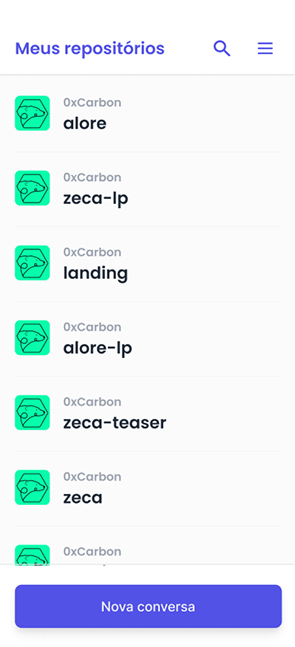 Meus repositórios
0xCarbon
alore
0xCarbon
zeca-lp
0xCarbon
landing
0xCarbon
alore-lp
0xCarbon
zeca-teaser
0xCarbon
zeca
0xCarbon
Nova conversa